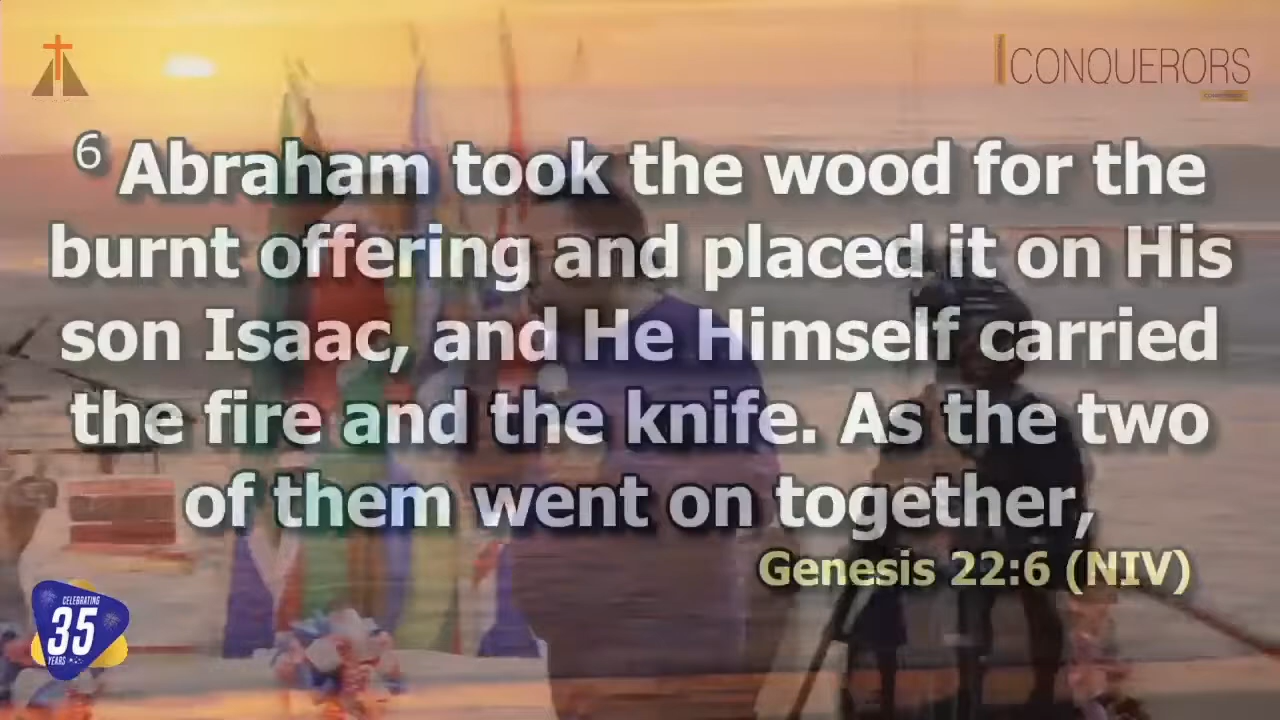 CONQUERORS
6 Abraham took the wood for the
burnt offering and placed it on His
son Isaac, and He Himself carried
the fire and the knife. As the two
of them went on together,
Genesis 22:6 (NIV)
CELEBRATING
35
YEARS